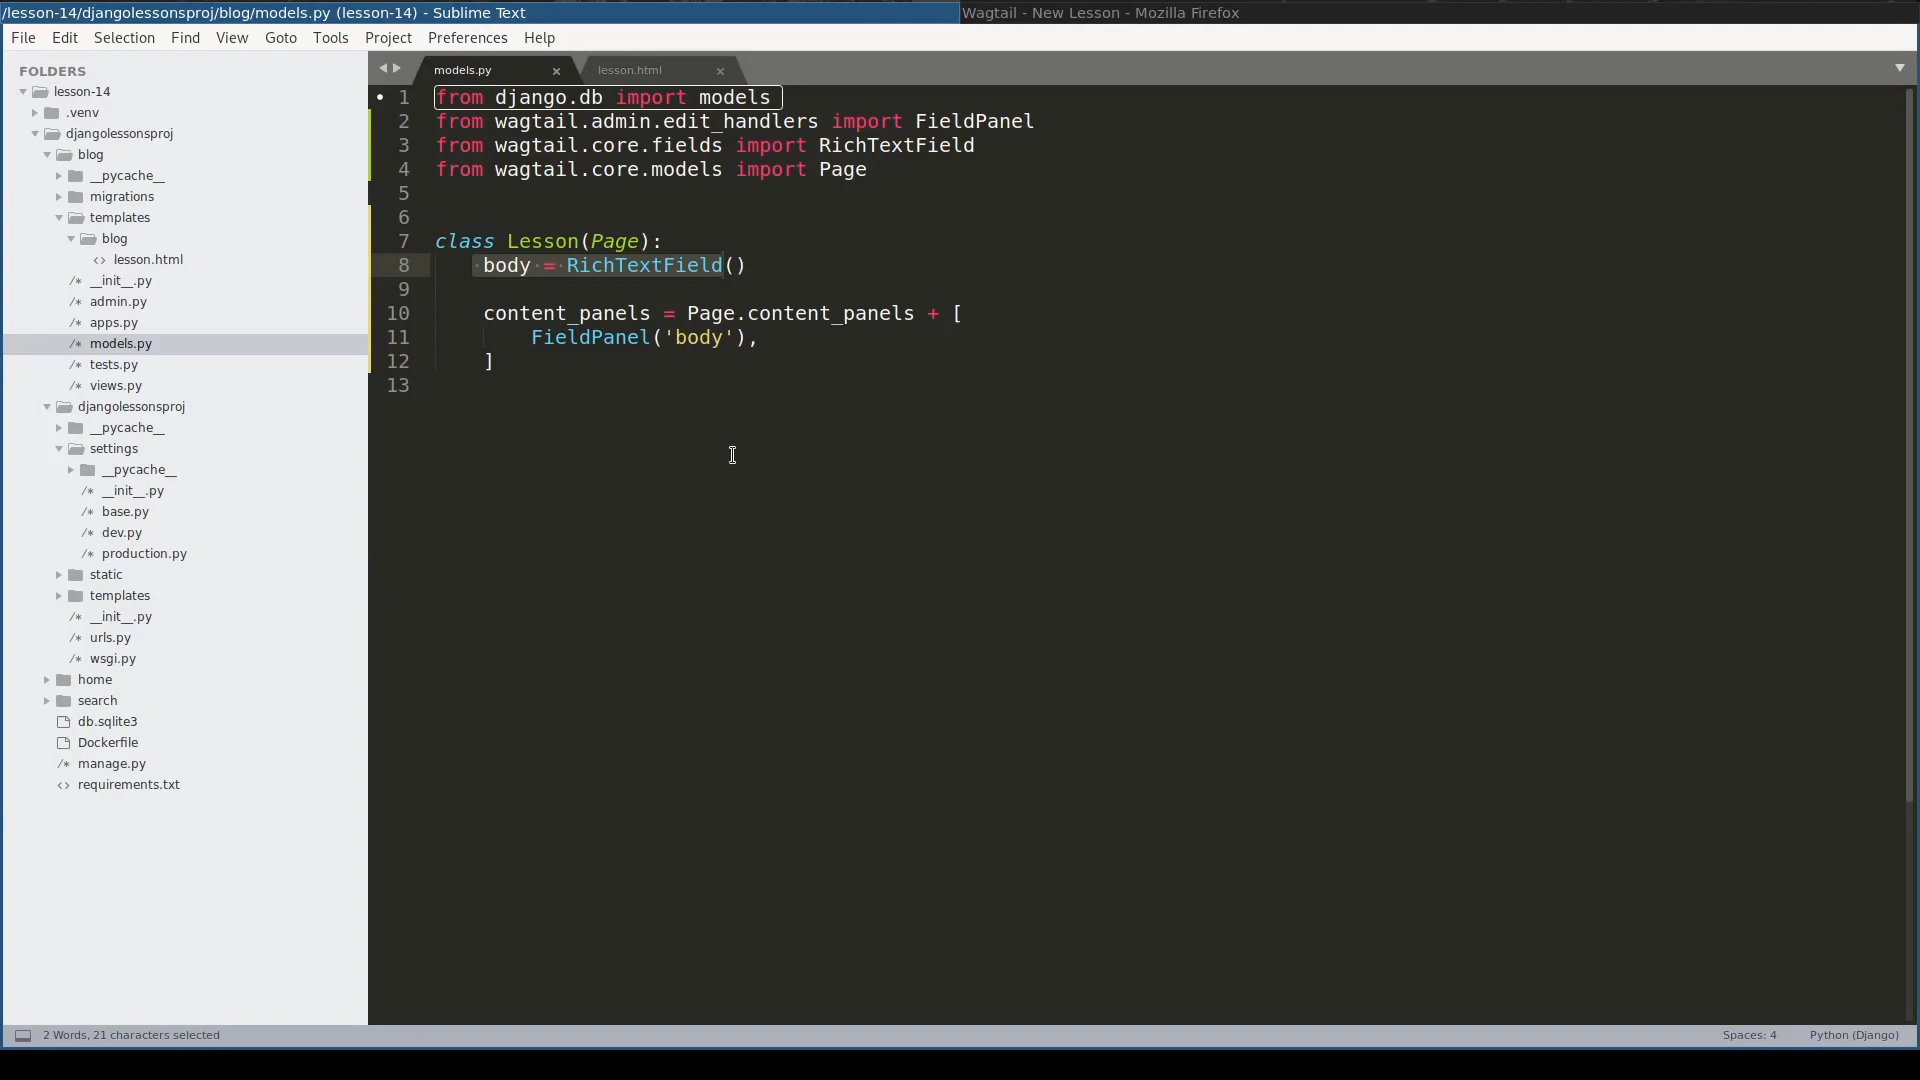 /lesson-14/djangolessonsproj/blog/models.py (lesson-14) - Sublime Text
Wagtail - New Lesson - Mozilla Firefox
File Edit Selection Find View Goto Tools Project Preferences Help
FOLDERS
lesson-14
.venv
djangolessonsproj
blog
__pycache__
migrations
templates
blog
<> lesson.html
/* __init__.py
/* admin.py
/* apps.py
/* models.py
/* tests.py
/* views.py
djangolessonsproj
__pycache__
settings
__pycache__
/* __init__.py
/* base.py
/* dev.py
/* production.py
static
templates
/* __init__.py
/* urls.py
/* wsgi.py
home
search
db.sqlite3
Dockerfile
/* manage.py
<> requirements.txt
models.py × lesson.html ×
1 from django.db import models
2 from wagtail.admin.edit_handlers import FieldPanel
3 from wagtail.core.fields import RichTextField
4 from wagtail.core.models import Page
5
6
7 class Lesson(Page):
8     body = RichTextField()
9
10     content_panels = Page.content_panels + [
11         FieldPanel('body'),
12     ]
13
2 Words, 21 characters selected
Spaces: 4 Python (Django)